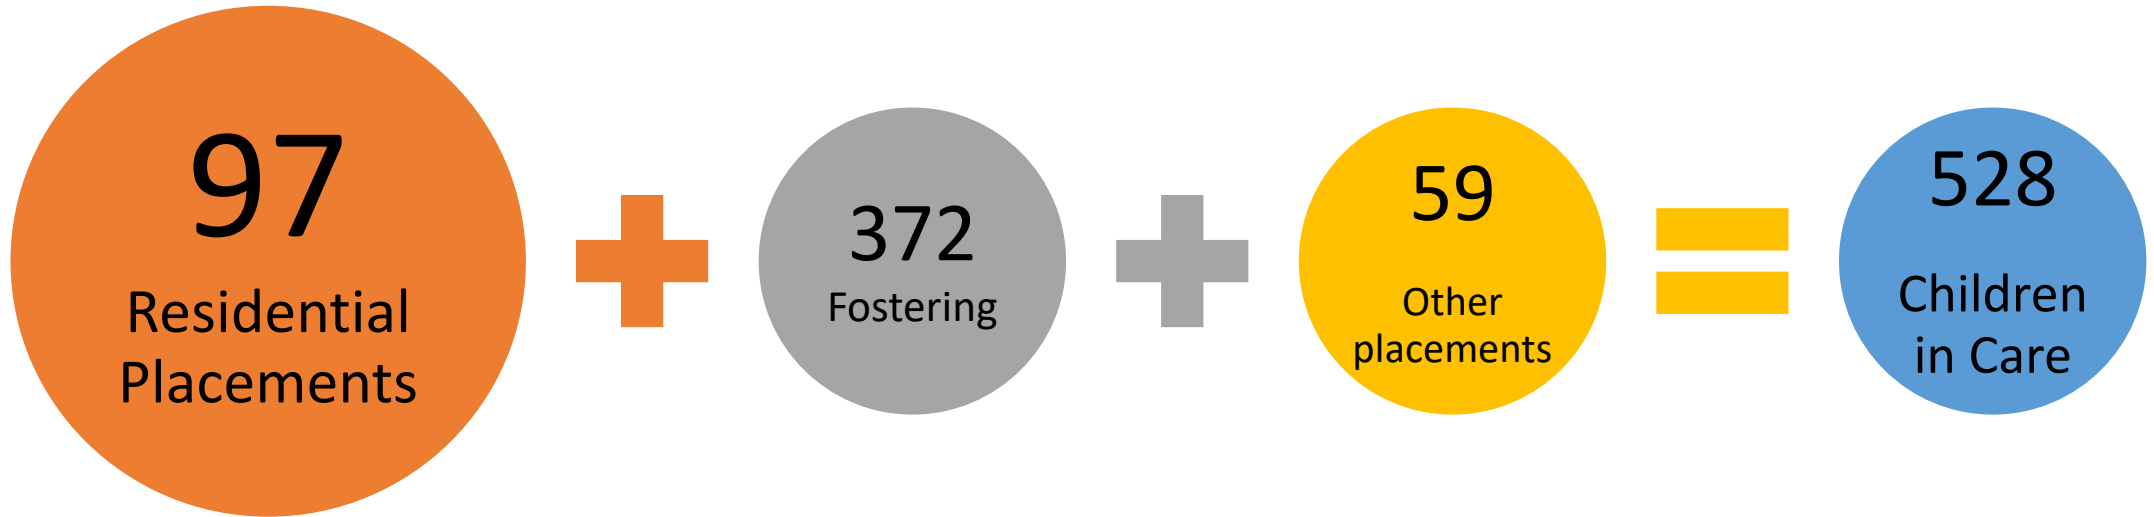 97
Residential
Placements
372
Fostering
59
Other
placements
528
Children
in Care